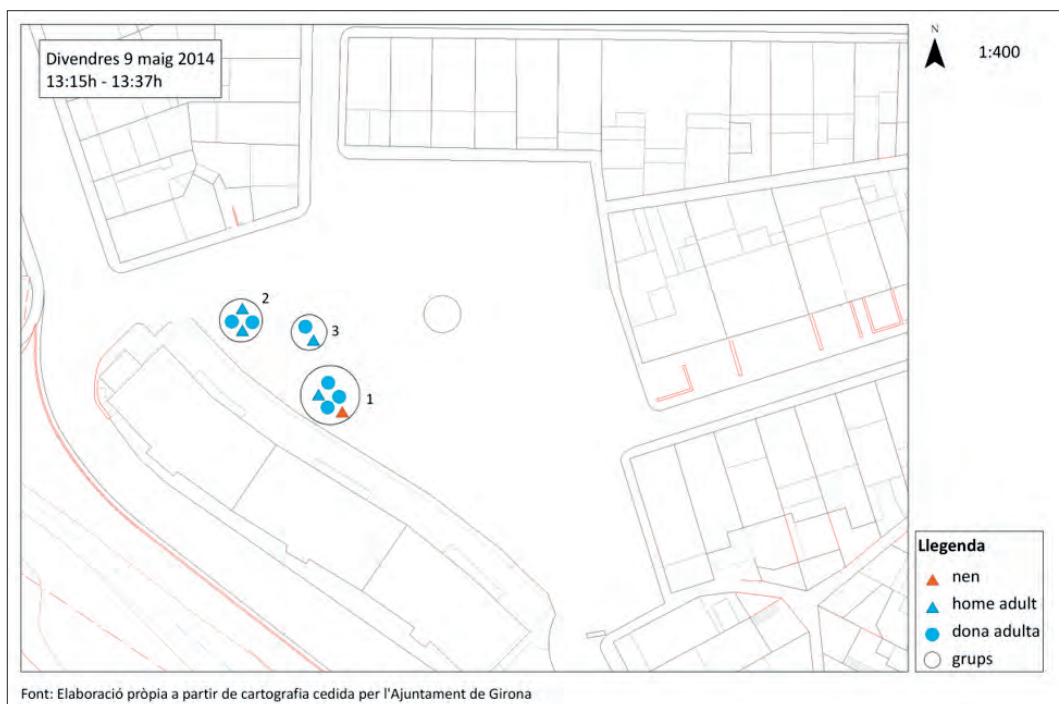 Divendres 9 maig 2014
13:15h - 13:37h
N
1:400
2
3
1
Llegenda
nen
home adult
dona adulta
grups
Font: Elaboració pròpia a partir de cartografia cedida per l'Ajuntament de Girona